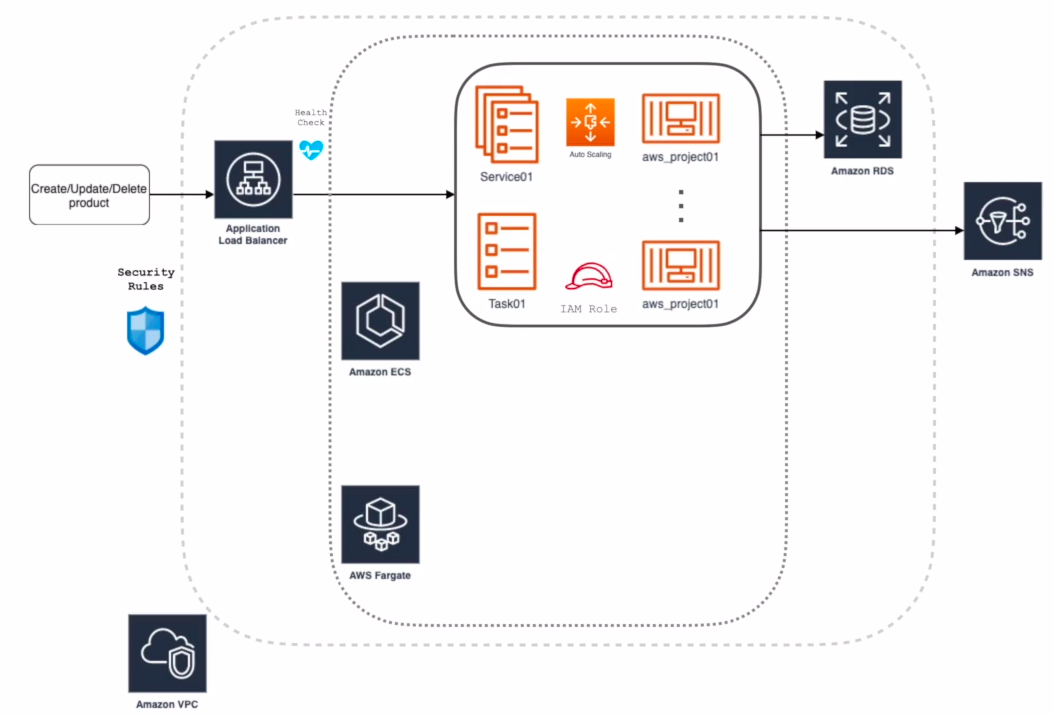 Health
Check
Create/Update/Delete
product
Application
Load Balancer
Security
Rules
Service01
Auto Scaling
aws_project01
Task01
IAM Role
aws_project01
Amazon RDS
Amazon SNS
Amazon ECS
AWS Fargate
Amazon VPC